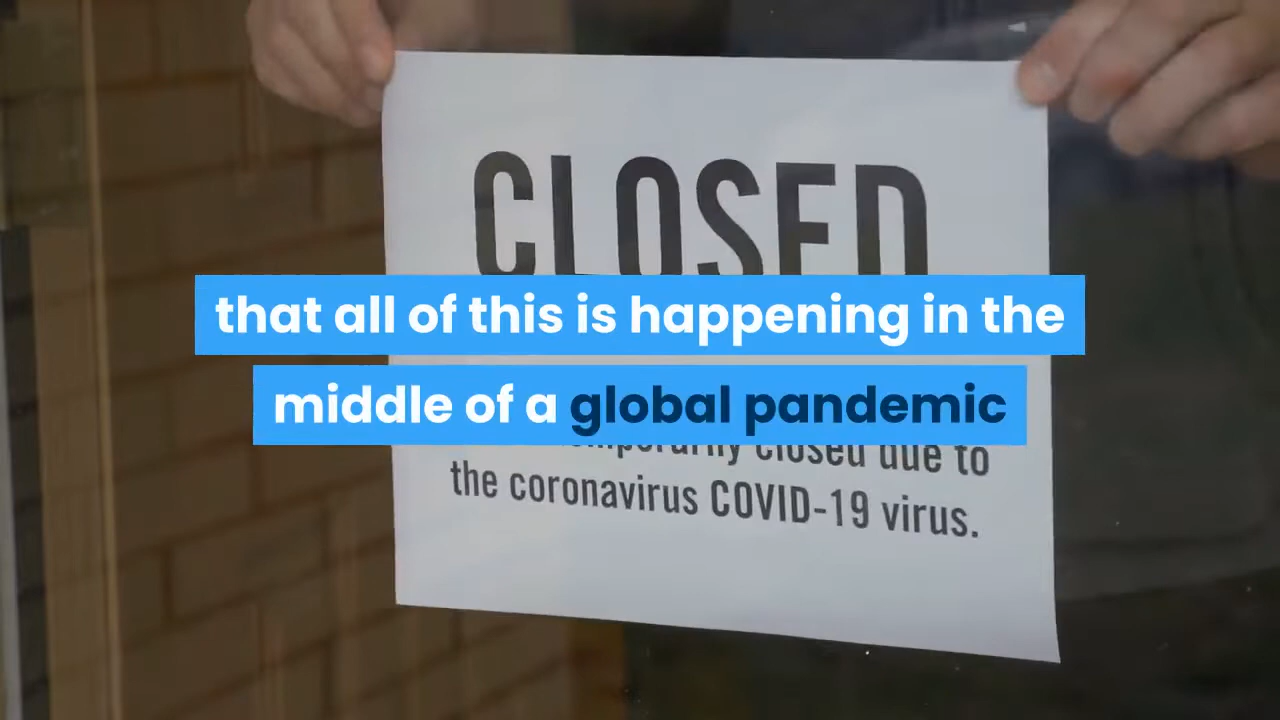 CLOSED
that all of this is happening in the
middle of a global pandemic
closed due to
the coronavirus COVID-19 virus.